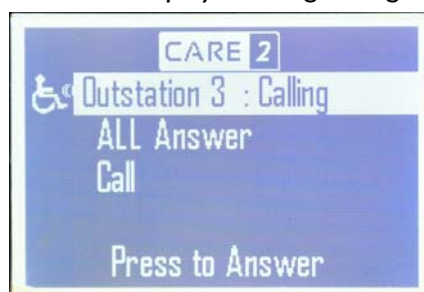 CARE 2
Outstation 3 : Calling
ALL Answer
Call
Press to Answer